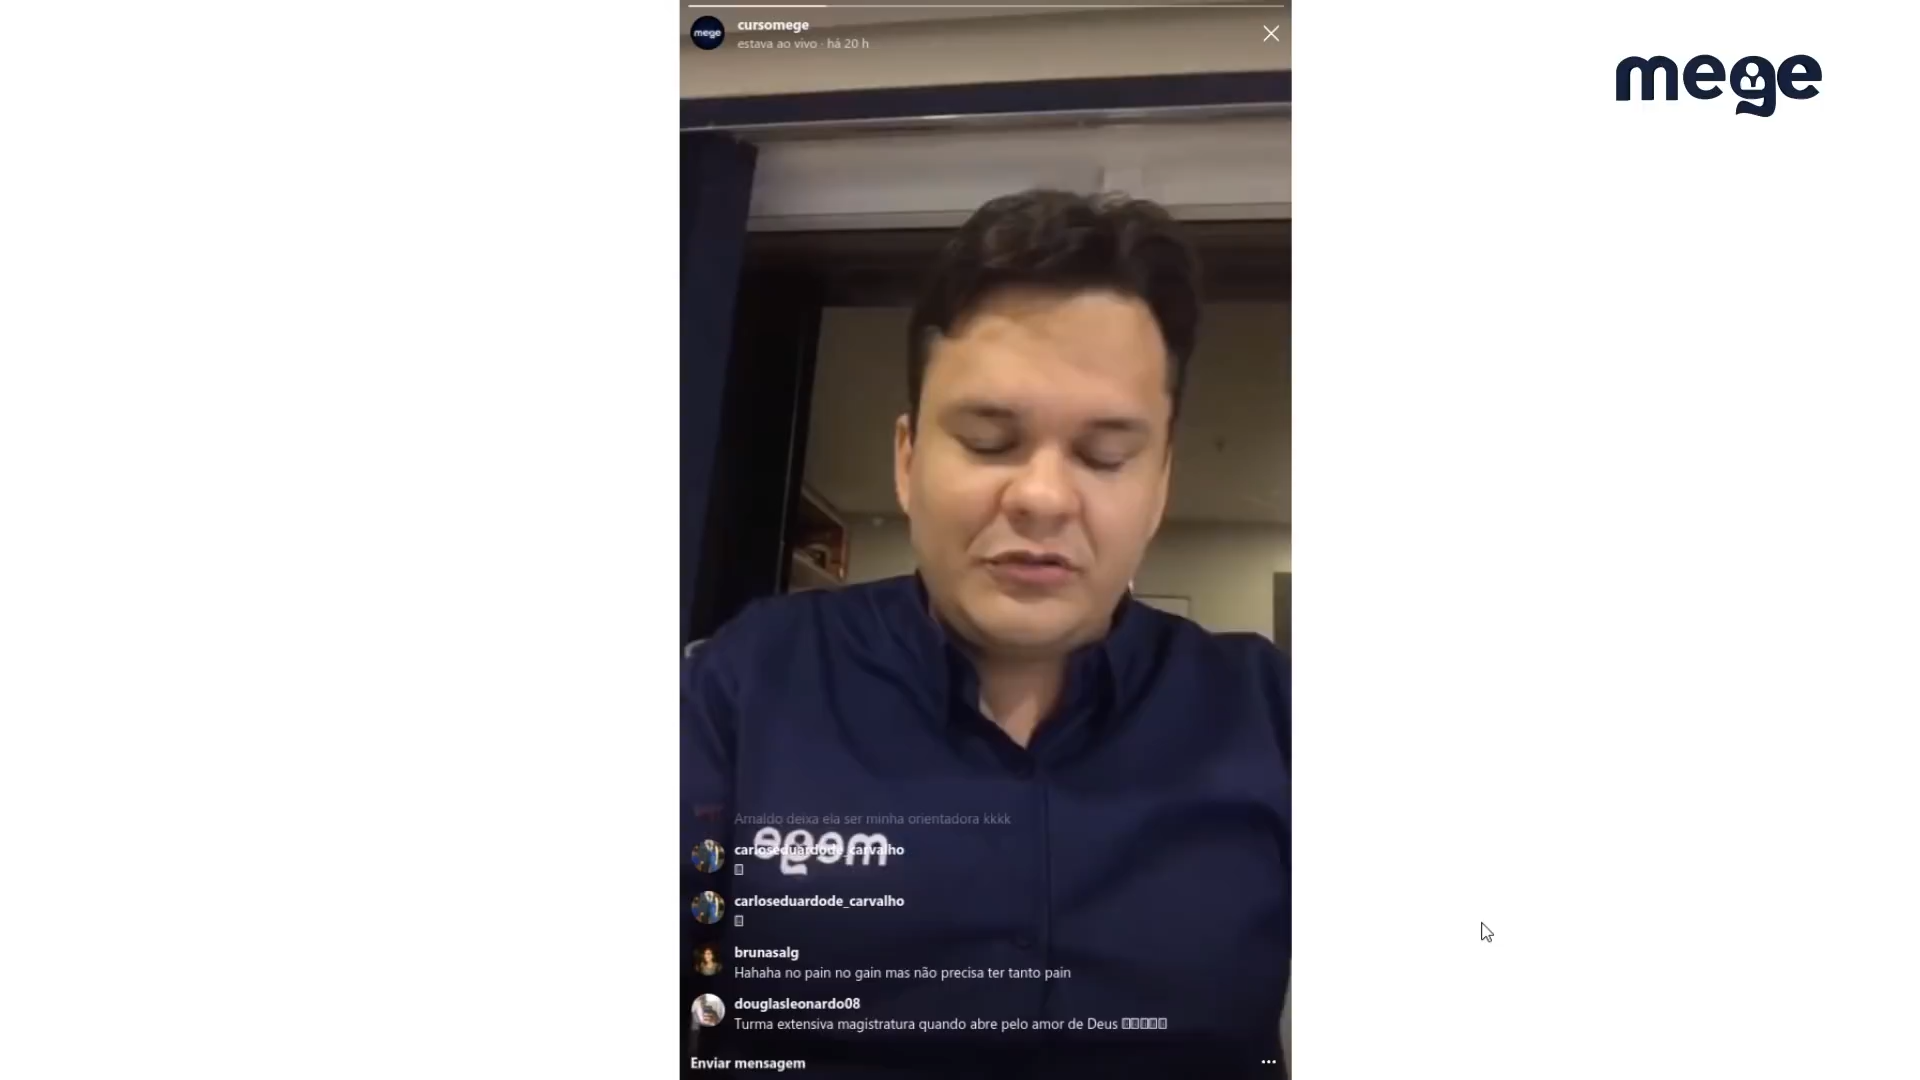 mege
cursomege
estava ao vivo · há 20 h
mege
Arnaldo deixa ela ser minha orientadora kkkk
mege
carloseduardode_carvalho
carloseduardode_carvalho
brunasalg
Hahaha no pain no gain mas não precisa ter tanto pain
douglasleonardo08
Turma extensiva magistratura quando abre pelo amor de Deus
Enviar mensagem